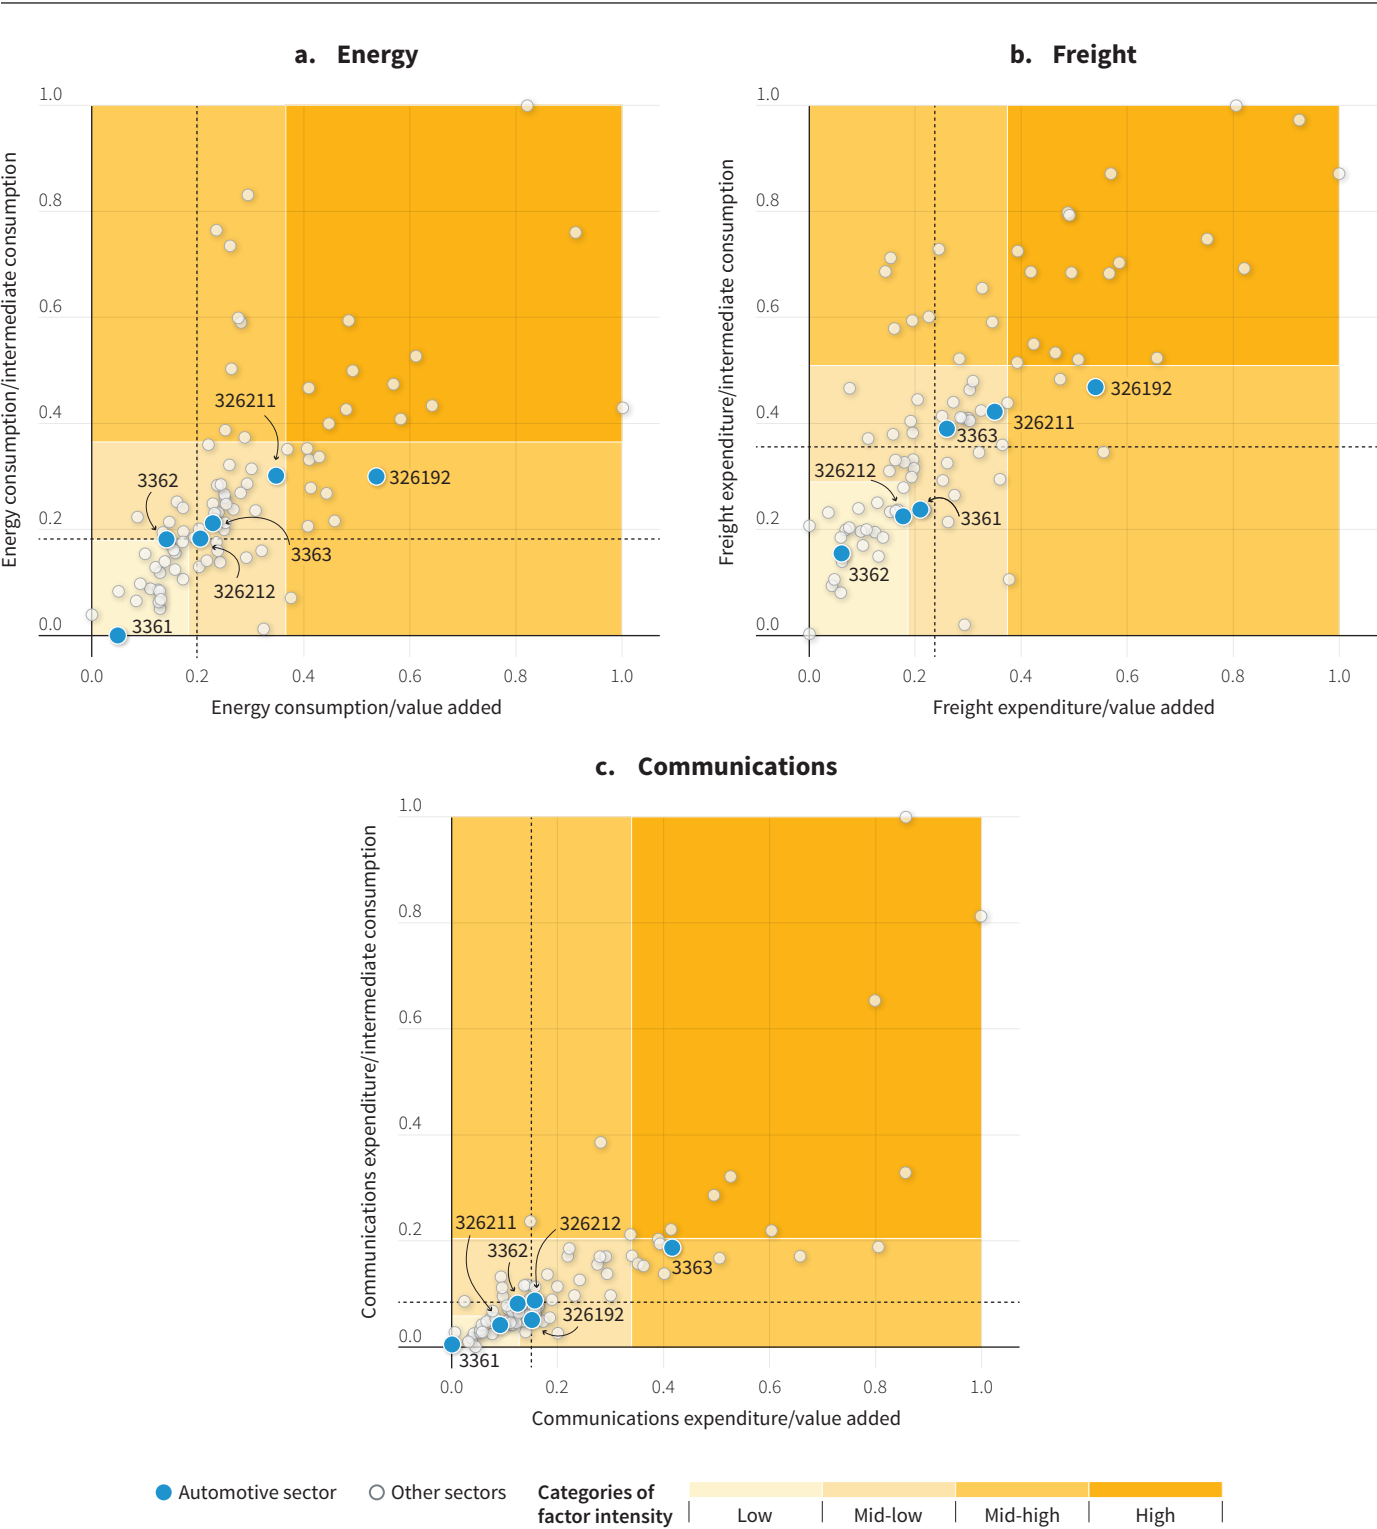 a. Energy
Energy consumption/intermediate consumption
1.0
0.8
0.6
0.4
0.2
0.0
326211
3362
326192
3363
326212
3361
0.0 0.2 0.4 0.6 0.8 1.0
Energy consumption/value added
b. Freight
Freight expenditure/intermediate consumption
1.0
0.8
0.6
0.4
0.2
0.0
326192
326211
3363
326212
3361
3362
0.0 0.2 0.4 0.6 0.8 1.0
Freight expenditure/value added
c. Communications
Communications expenditure/intermediate consumption
1.0
0.8
0.6
0.4
0.2
0.0
326211
326212
3362
3363
326192
3361
0.0 0.2 0.4 0.6 0.8 1.0
Communications expenditure/value added
Automotive sector
Other sectors
Categories of
factor intensity
Low Mid-low Mid-high High